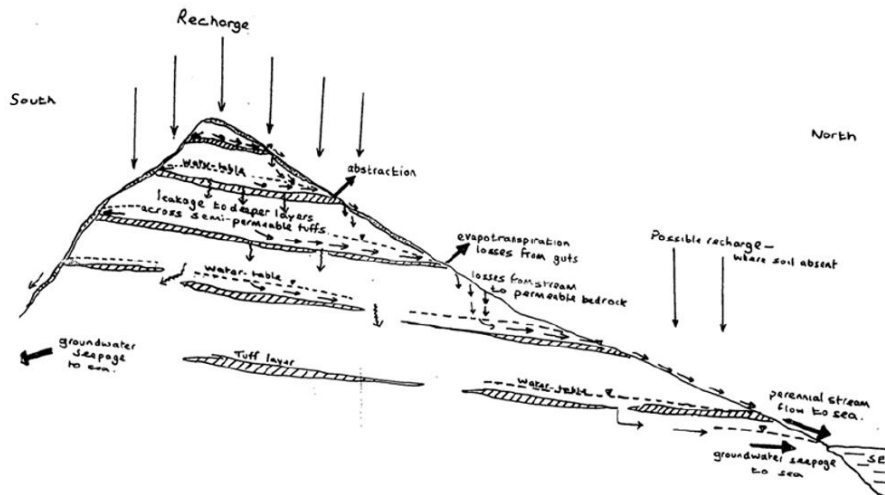 Recharge
South
North
water-table
abstraction
leakage to deeper layers
across semi-permeable tuffs.
evapotranspiration
losses from guts
Possible recharge-
where soil absent
water-table
losses from stream
to permeable bedrock
groundwater
seepage
to sea.
Tuff layer
water-table
perennial stream
flow to sea.
groundwater seepage
to sea
SE